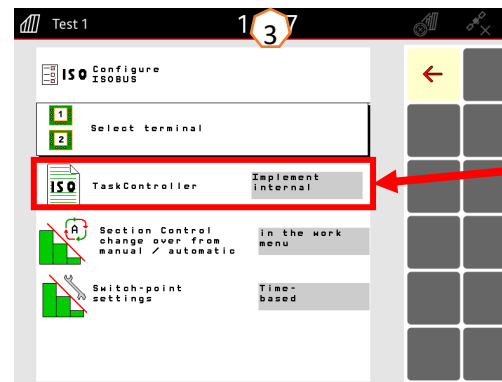 Test 1
1 7
3
ISO Configure
ISOBUS
1
2
Select terminal
ISO TaskController
Implement
internal
A
Section Control
change over from
manual / automatic
in the work
menu
Switch-point
settings
Time-
based